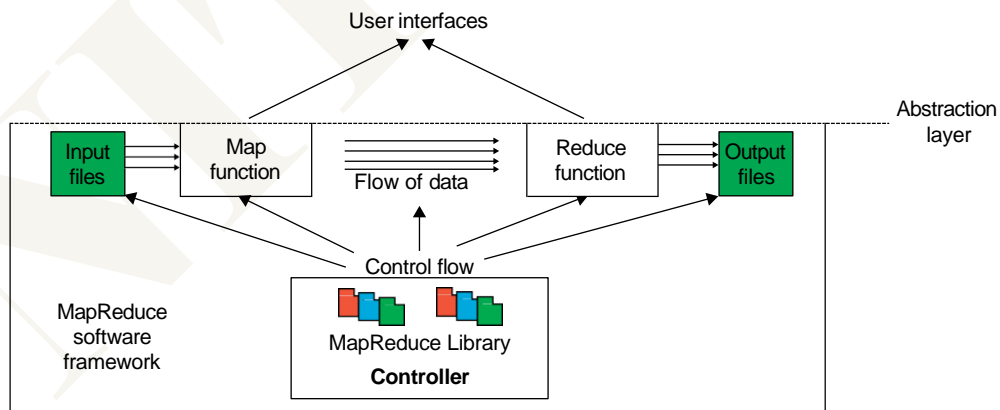 User interfaces
Abstraction
layer
Input
files
Map
function
Flow of data
Reduce
function
Output
files
Control flow
MapReduce
software
framework
MapReduce Library
Controller